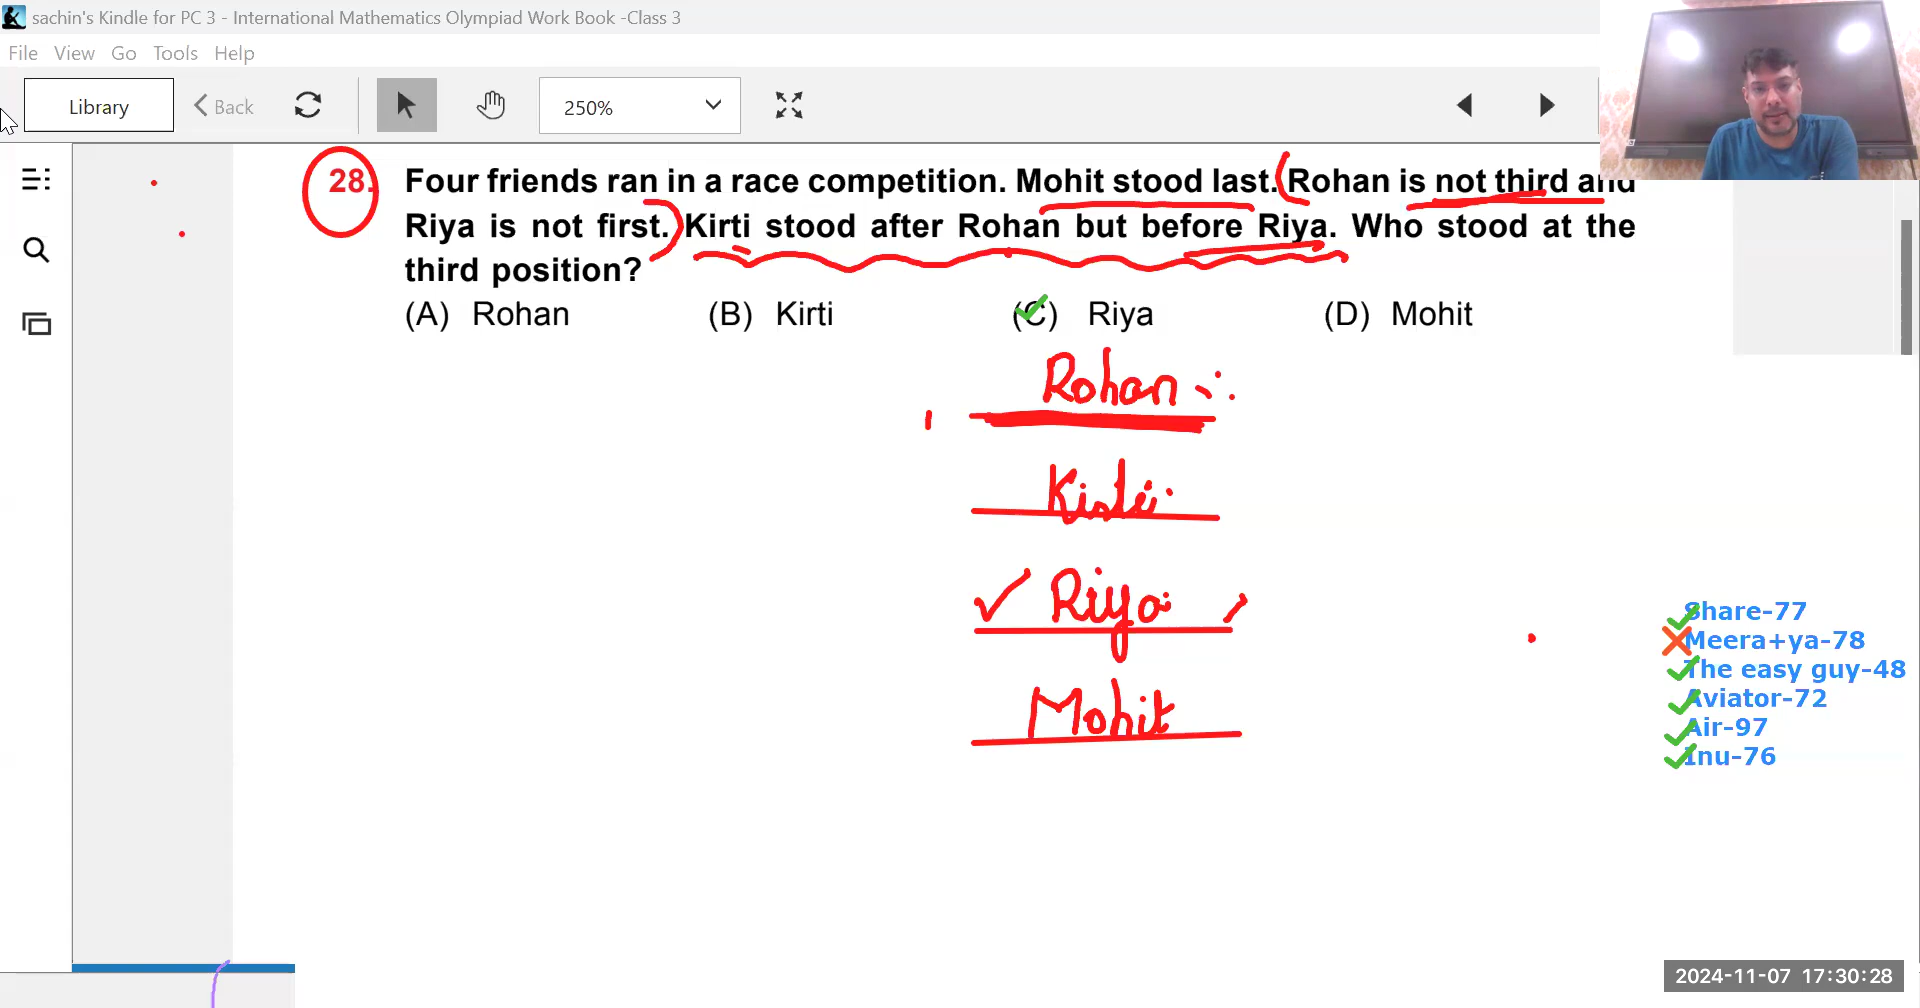 sachin's Kindle for PC 3 - International Mathematics Olympiad Work Book -Class 3
File View Go Tools Help
Library Back 250%
28. Four friends ran in a race competition. Mohit stood last. Rohan is not third and
Riya is not first. Kirti stood after Rohan but before Riya. Who stood at the
third position?
(A) Rohan (B) Kirti (C) Riya (D) Mohit
Rohan
1
Kirti
Riya
Mohit
Share-77
Meera+ya-78
The easy guy-48
Aviator-72
Air-97
Inu-76
2024-11-07 17:30:28